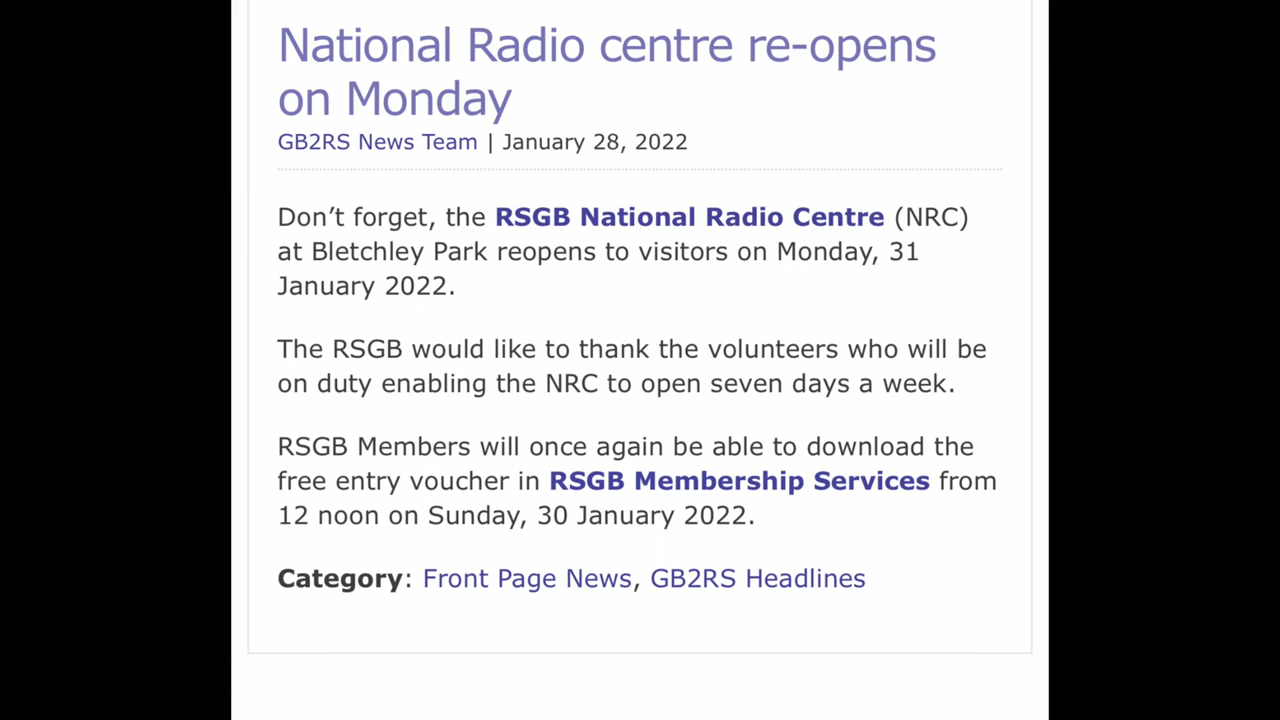 National Radio centre re-opens
on Monday
GB2RS News Team | January 28, 2022
Don’t forget, the RSGB National Radio Centre (NRC)
at Bletchley Park reopens to visitors on Monday, 31
January 2022.
The RSGB would like to thank the volunteers who will be
on duty enabling the NRC to open seven days a week.
RSGB Members will once again be able to download the
free entry voucher in RSGB Membership Services from
12 noon on Sunday, 30 January 2022.
Category: Front Page News, GB2RS Headlines